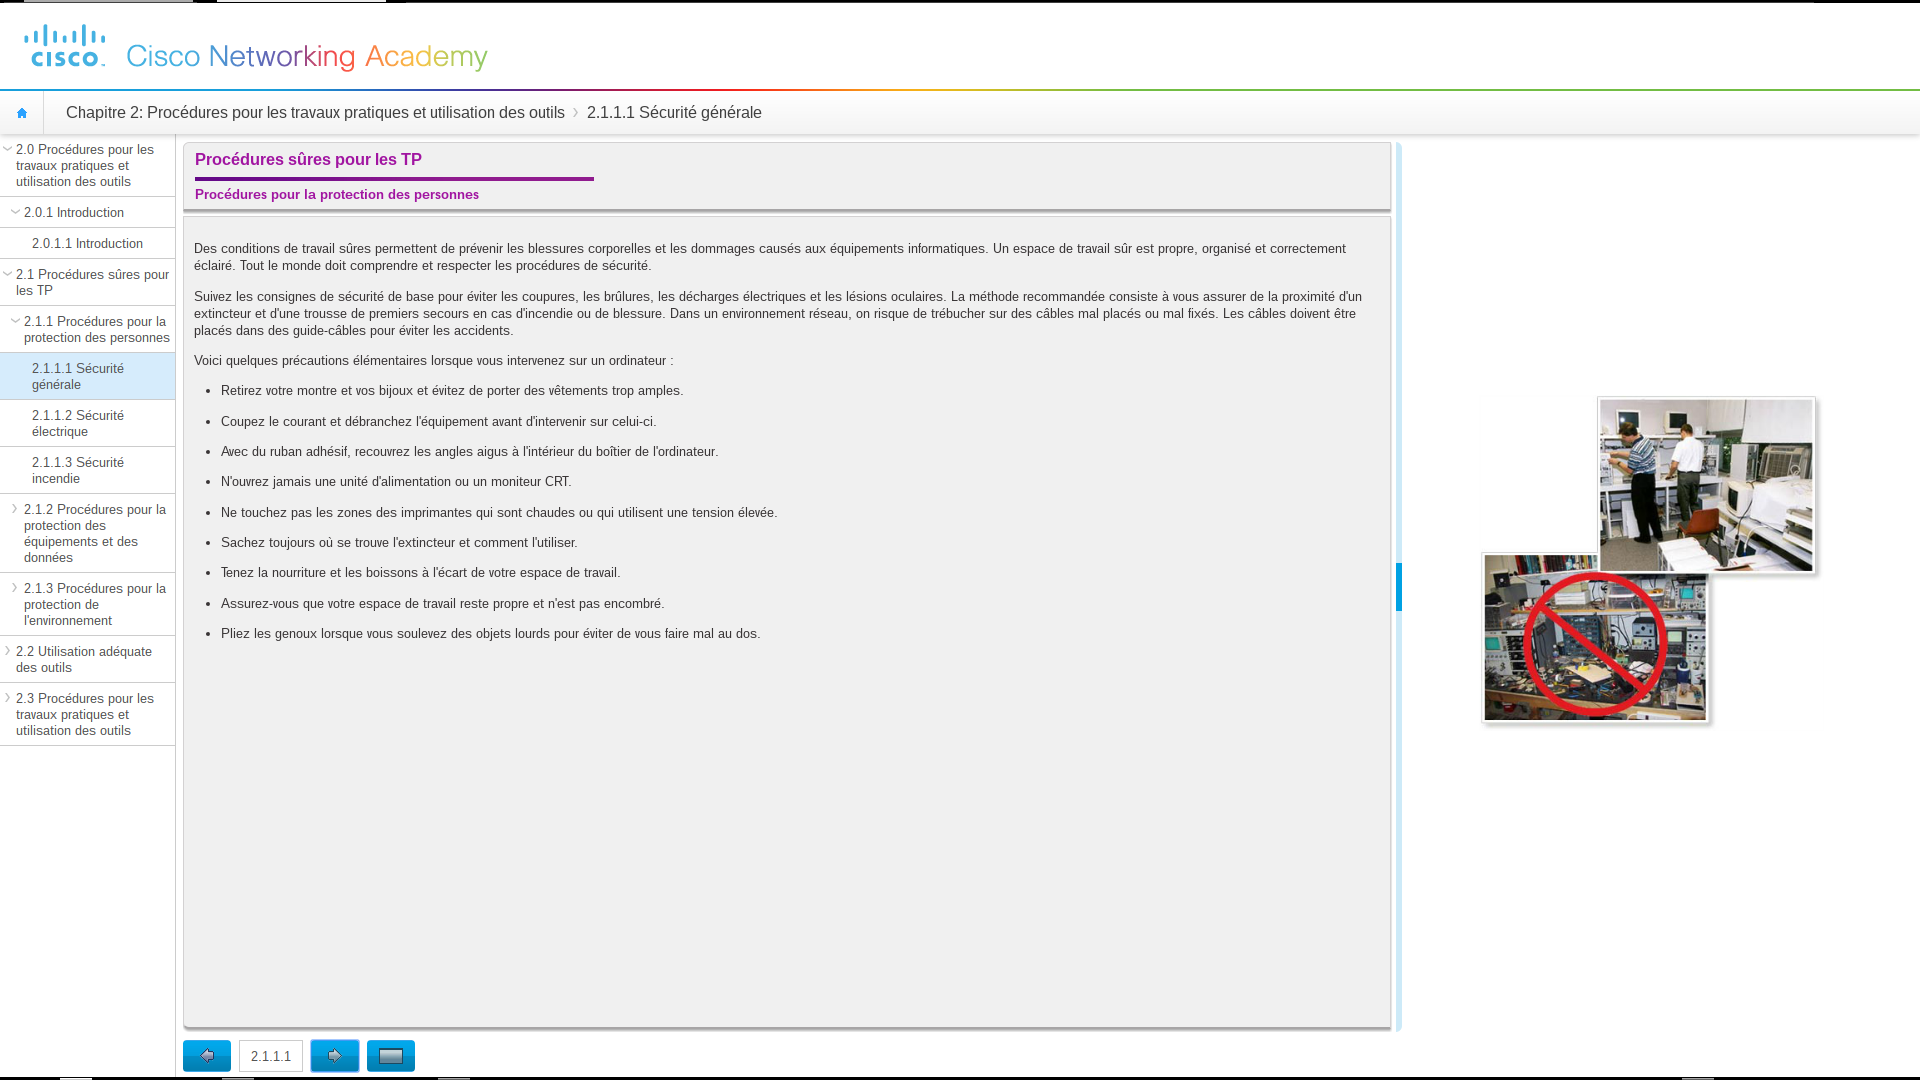 cisco
Cisco Networking Academy
Chapitre 2: Procédures pour les travaux pratiques et utilisation des outils 2.1.1.1 Sécurité générale
2.0 Procédures pour les
travaux pratiques et
utilisation des outils
2.0.1 Introduction
2.0.1.1 Introduction
2.1 Procédures sûres pour
les TP
2.1.1 Procédures pour la
protection des personnes
2.1.1.1 Sécurité
générale
2.1.1.2 Sécurité
électrique
2.1.1.3 Sécurité
incendie
2.1.2 Procédures pour la
protection des
équipements et des
données
2.1.3 Procédures pour la
protection de
l'environnement
2.2 Utilisation adéquate
des outils
2.3 Procédures pour les
travaux pratiques et
utilisation des outils
Procédures sûres pour les TP
Procédures pour la protection des personnes
Des conditions de travail sûres permettent de prévenir les blessures corporelles et les dommages causés aux équipements informatiques. Un espace de travail sûr est propre, organisé et correctement
éclairé. Tout le monde doit comprendre et respecter les procédures de sécurité.
Suivez les consignes de sécurité de base pour éviter les coupures, les brûlures, les décharges électriques et les lésions oculaires. La méthode recommandée consiste à vous assurer de la proximité d'un
extincteur et d'une trousse de premiers secours en cas d'incendie ou de blessure. Dans un environnement réseau, on risque de trébucher sur des câbles mal placés ou mal fixés. Les câbles doivent être
placés dans des guide-câbles pour éviter les accidents.
Voici quelques précautions élémentaires lorsque vous intervenez sur un ordinateur :
• Retirez votre montre et vos bijoux et évitez de porter des vêtements trop amples.
• Coupez le courant et débranchez l'équipement avant d'intervenir sur celui-ci.
• Avec du ruban adhésif, recouvrez les angles aigus à l'intérieur du boîtier de l'ordinateur.
• N'ouvrez jamais une unité d'alimentation ou un moniteur CRT.
• Ne touchez pas les zones des imprimantes qui sont chaudes ou qui utilisent une tension élevée.
• Sachez toujours où se trouve l'extincteur et comment l'utiliser.
• Tenez la nourriture et les boissons à l'écart de votre espace de travail.
• Assurez-vous que votre espace de travail reste propre et n'est pas encombré.
• Pliez les genoux lorsque vous soulevez des objets lourds pour éviter de vous faire mal au dos.
2.1.1.1